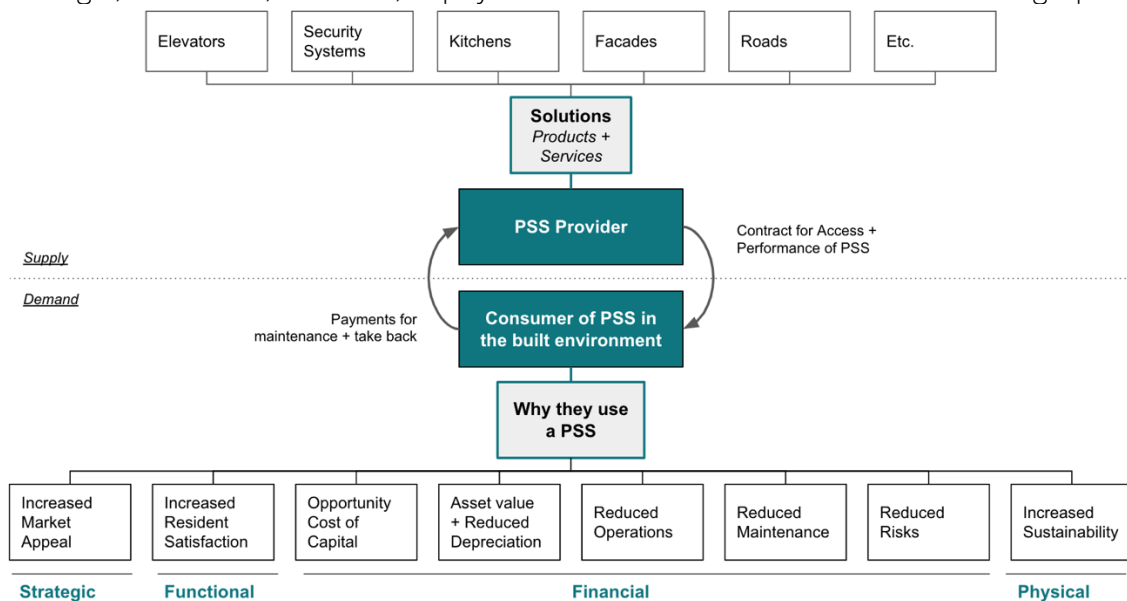 Elevators
Security
Systems
Kitchens
Facades
Roads
Etc.
Solutions
Products +
Services
PSS Provider
Contract for Access +
Performance of PSS
Supply
Demand
Payments for
maintenance + take back
Consumer of PSS in
the built environment
Why they use
a PSS
Increased
Market
Appeal
Increased
Resident
Satisfaction
Opportunity
Cost of
Capital
Asset value
+ Reduced
Depreciation
Reduced
Operations
Reduced
Maintenance
Reduced
Risks
Increased
Sustainability
Strategic
Functional
Financial
Physical